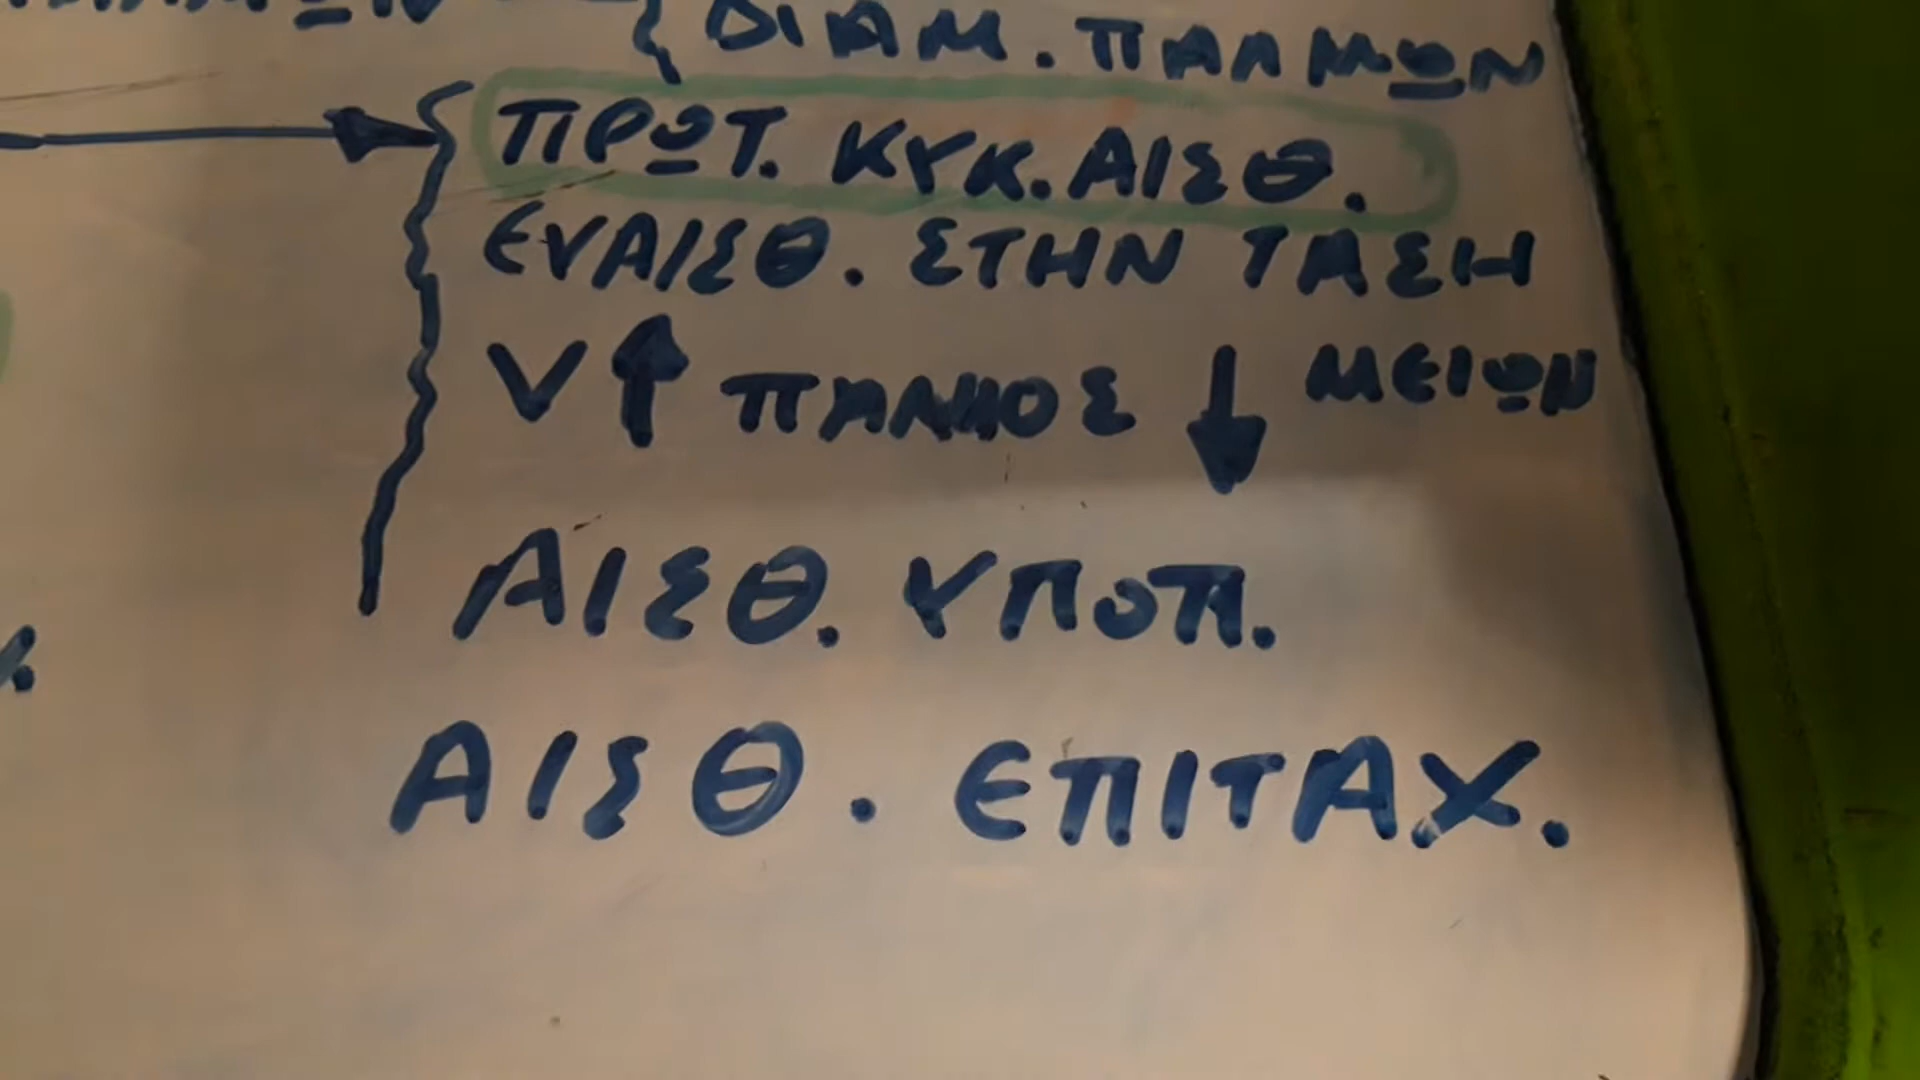 ΔΙΑΜ. ΠΑΛΜΩΝ
ΠΡΩΤ. ΚΥΚ. ΑΙΣΘ.
ΕΥΑΙΣΘ. ΣΤΗΝ ΤΑΣΗ
V↑ ΠΑΛΜΟΣ ↓ ΜΕΙΩΝ
ΑΙΣΘ. ΥΠΟΠ.
ΑΙΣΘ. ΕΠΙΤΑΧ.